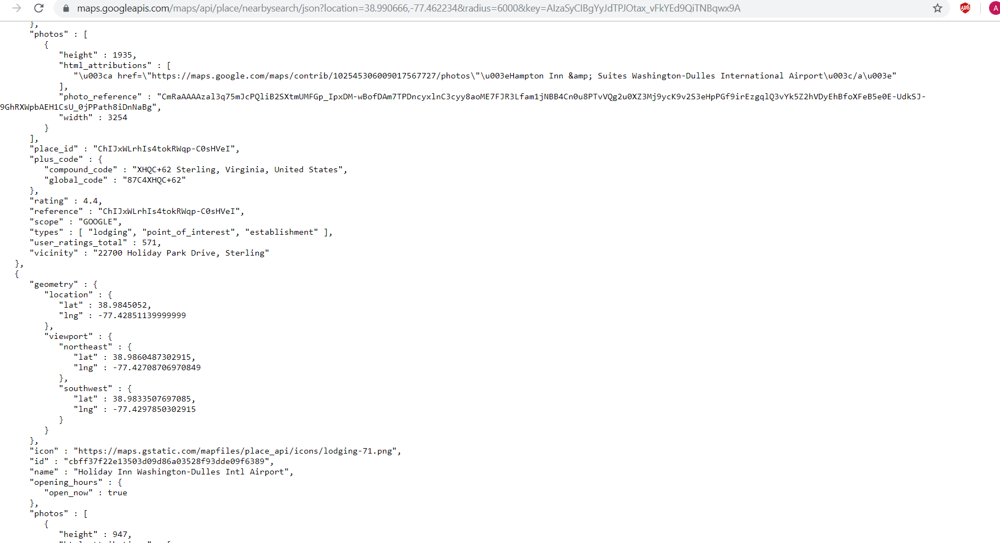 maps.googleapis.com/maps/api/place/nearbysearch/json?location=38.990666,-77.462234&radius=6000&key=AIzaSyCIBgYyJdTPJOtax_vFkYEd9QiTNBqwx9A
ABP
A
},
"photos" : [
{
"height" : 1935,
"html_attributions" : [
"\u003ca href=\"https://maps.google.com/maps/contrib/102545306009017567727/photos\"\u003eHampton Inn &amp; Suites Washington-Dulles International Airport\u003c/a\u003e"
],
"photo_reference" : "CmRaAAAAzal3q75mJcPQliB2SXtmUMFGp_IpxDM-wBofDAm7TPDncyxlnC3cyy8aoME7FJR3Lfam1jNBB4Cn0u8PTvVQg2u0XZ3Mj9ycK9v2S3eHpPGf9irEzgqlQ3vYk5Z2hVDyEhBfoXFeB5e0E-UdkSJ-
9GhRXWpbAEH1CsU_0jPPath8iDnNaBg",
"width" : 3254
}
],
"place_id" : "ChIJxWLrhIs4tokRWqp-C0sHVeI",
"plus_code" : {
"compound_code" : "XHQC+62 Sterling, Virginia, United States",
"global_code" : "87C4XHQC+62"
},
"rating" : 4.4,
"reference" : "ChIJxWLrhIs4tokRWqp-C0sHVeI",
"scope" : "GOOGLE",
"types" : [ "lodging", "point_of_interest", "establishment" ],
"user_ratings_total" : 571,
"vicinity" : "22700 Holiday Park Drive, Sterling"
},
{
"geometry" : {
"location" : {
"lat" : 38.9845052,
"lng" : -77.42851139999999
},
"viewport" : {
"northeast" : {
"lat" : 38.9860487302915,
"lng" : -77.42708706970849
},
"southwest" : {
"lat" : 38.9833507697085,
"lng" : -77.4297850302915
}
}
},
"icon" : "https://maps.gstatic.com/mapfiles/place_api/icons/lodging-71.png",
"id" : "cbff37f22e13503d09d86a03528f93dde09f6389",
"name" : "Holiday Inn Washington-Dulles Intl Airport",
"opening_hours" : {
"open_now" : true
},
"photos" : [
{
"height" : 947,